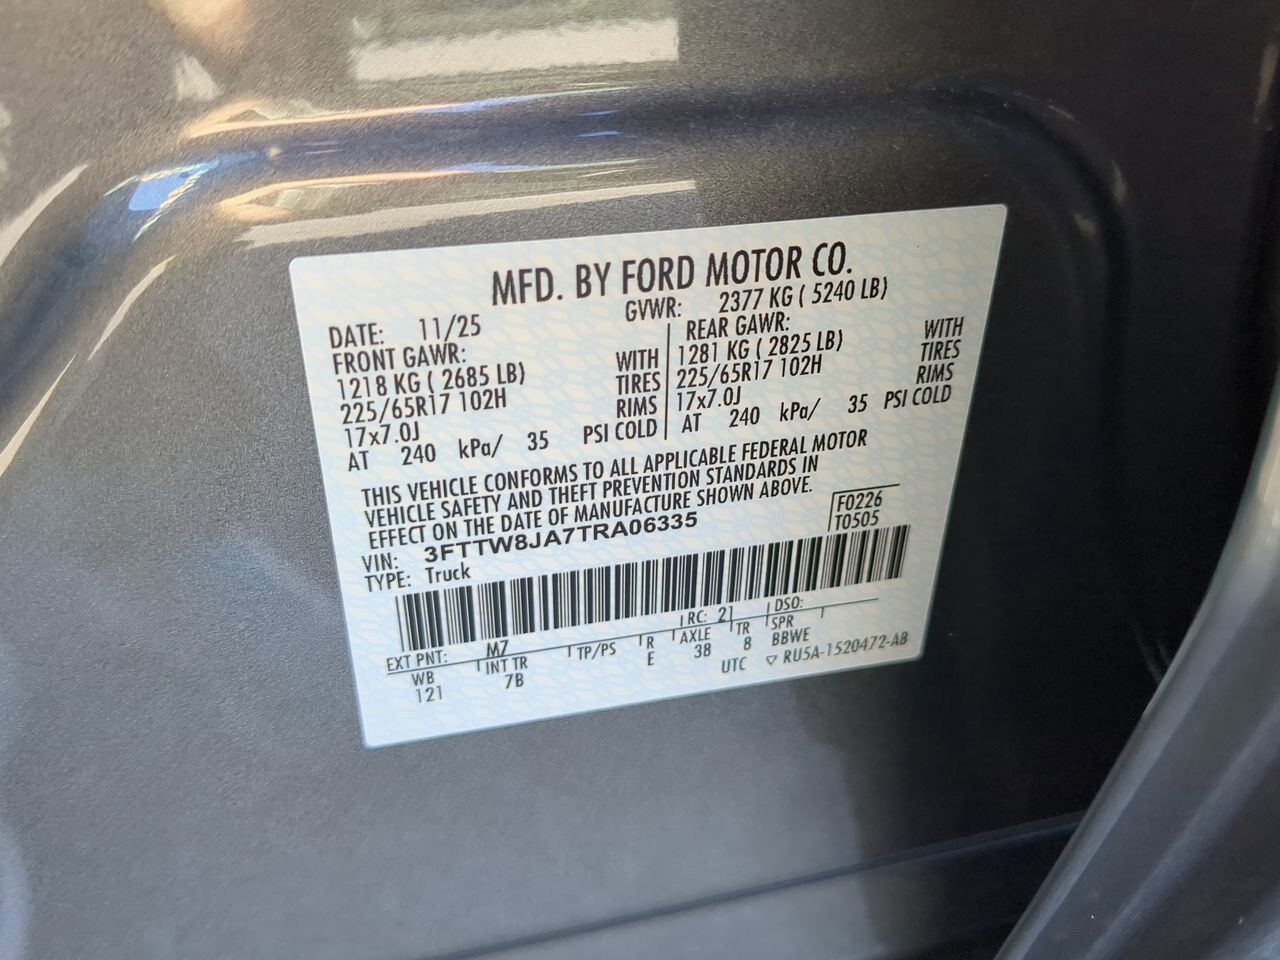 MFD. BY FORD MOTOR CO.
DATE: 11/25 GVWR: 2377 KG ( 5240 LB)
FRONT GAWR: REAR GAWR:
1218 KG ( 2685 LB) WITH 1281 KG ( 2825 LB) WITH
225/65R17 102H TIRES 225/65R17 102H TIRES
17x7.0J RIMS 17x7.0J RIMS
AT 240 kPa/ 35 PSI COLD AT 240 kPa/ 35 PSI COLD
THIS VEHICLE CONFORMS TO ALL APPLICABLE FEDERAL MOTOR
VEHICLE SAFETY AND THEFT PREVENTION STANDARDS IN
EFFECT ON THE DATE OF MANUFACTURE SHOWN ABOVE.
VIN: 3FTTW8JA7TRA06335 F0226
TYPE: Truck T0505
EXT PNT: M7 RC: 21 DSO:
WB INT TR TP/PS R AXLE TR SPR
121 7B E 38 8 BBWE
UTC ▽ RU5A-1520472-AB